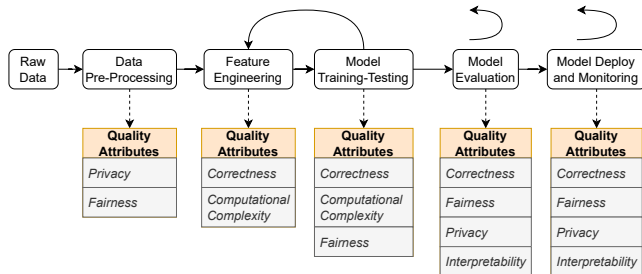 Raw
Data
Data
Pre-Processing
Feature
Engineering
Model
Training-Testing
Model
Evaluation
Model Deploy
and Monitoring
Quality
Attributes
Privacy
Fairness
Quality
Attributes
Correctness
Computational
Complexity
Quality
Attributes
Correctness
Computational
Complexity
Fairness
Quality
Attributes
Correctness
Fairness
Privacy
Interpretability
Quality
Attributes
Correctness
Fairness
Privacy
Interpretability